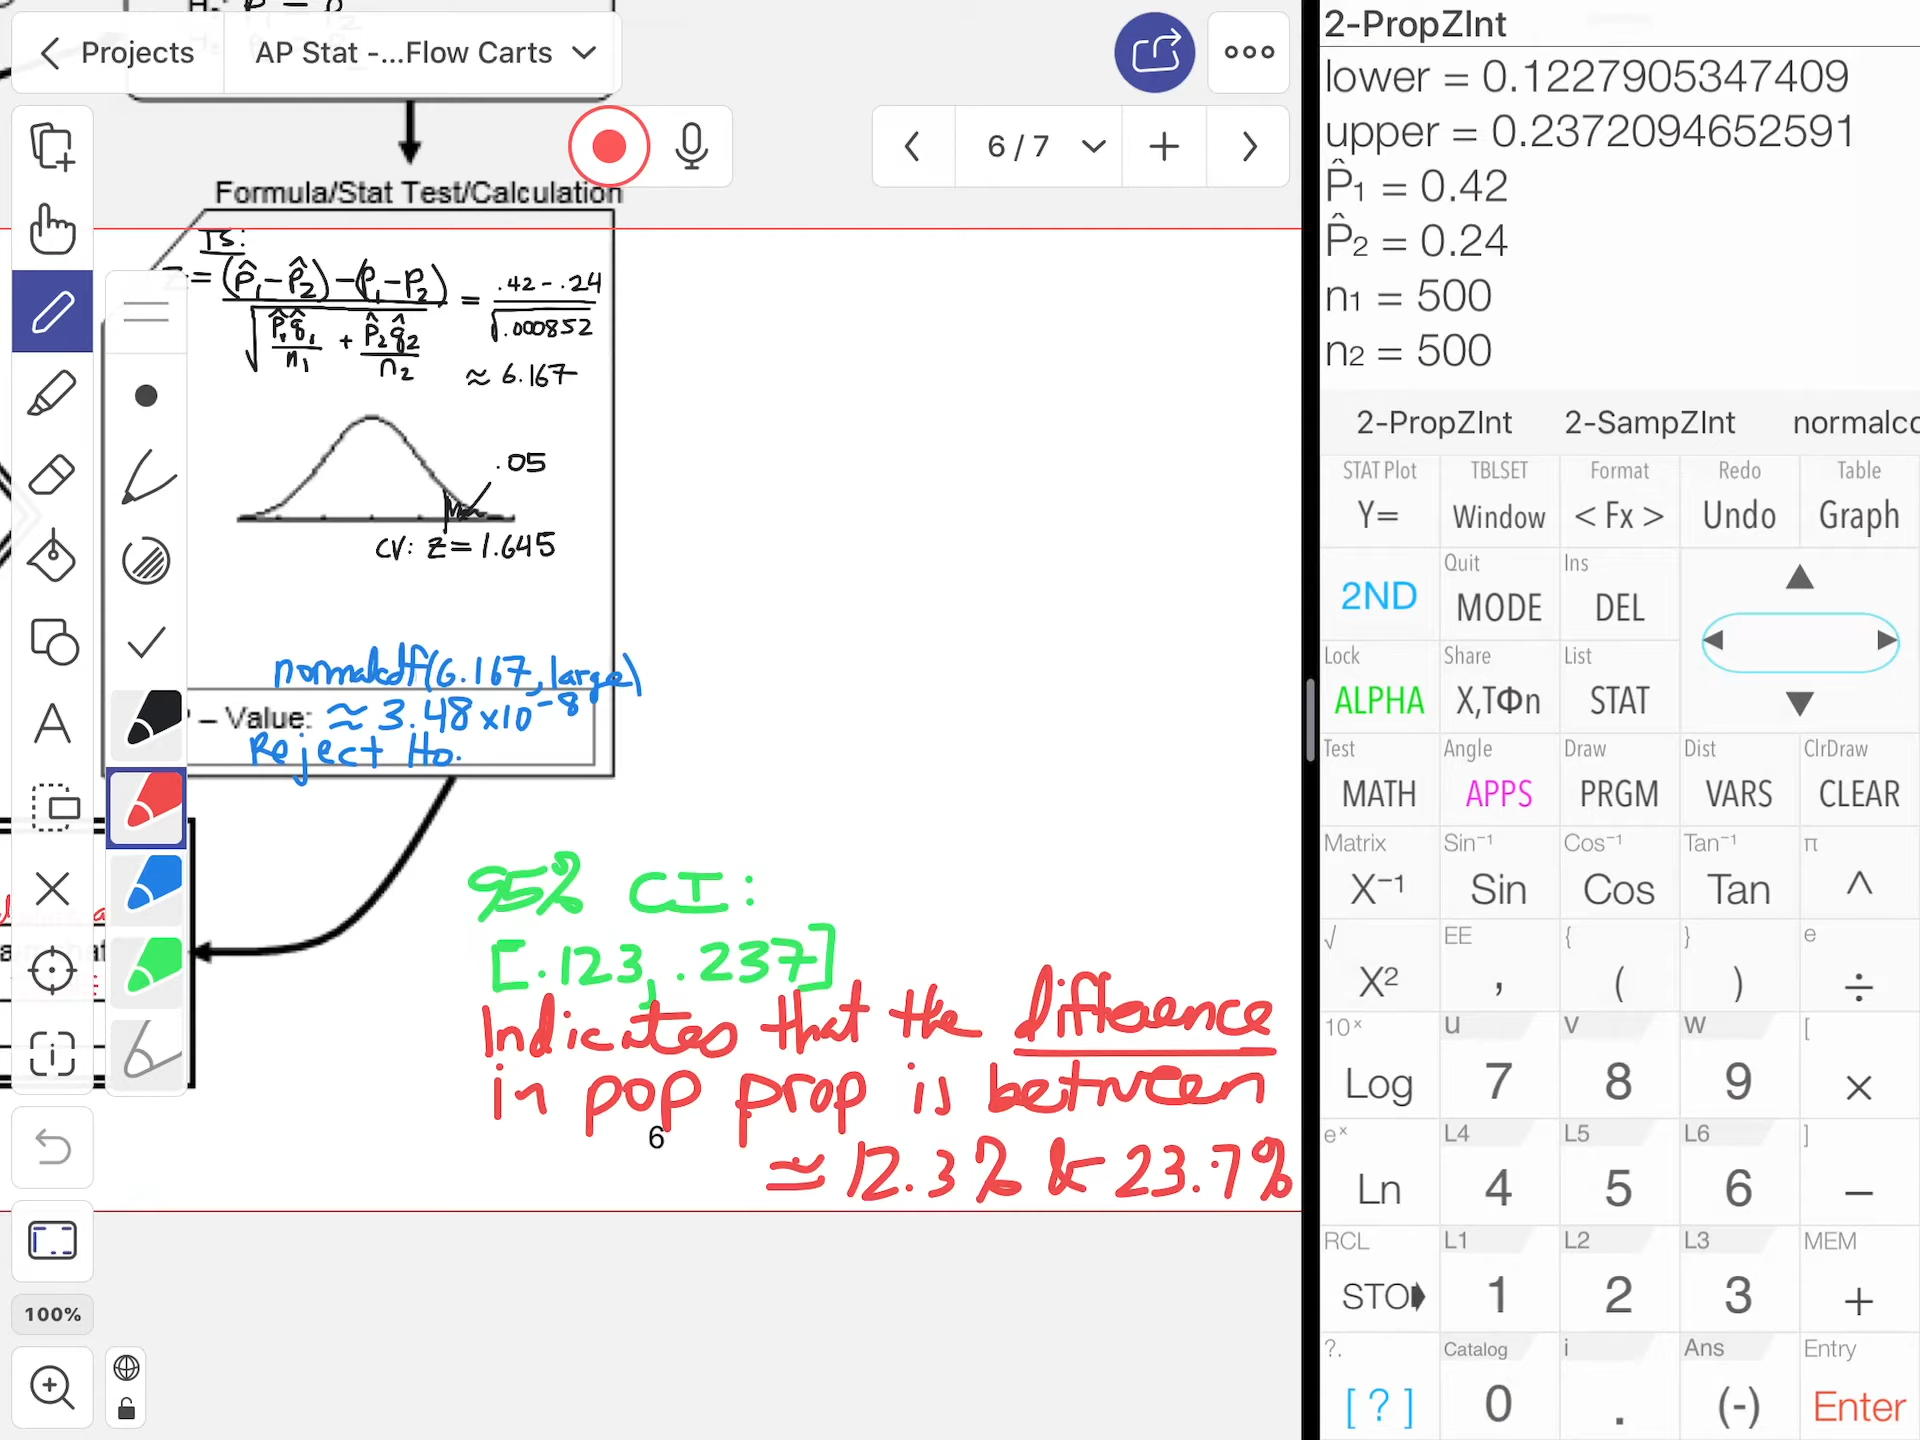 Projects
AP Stat -...Flow Carts
6 / 7
Formula/Stat Test/Calculation
TS:
z = (p̂₁ - p̂₂) - (p₁ - p₂) / √(p̂₁q̂₁/n₁ + p̂₂q̂₂/n₂) = .42 - .24 / √.000852
≈ 6.167
.05
CV: Z = 1.645
normalcdf(6.167, large)
– Value: ≈ 3.48 x10⁻⁸
Reject Ho.
95% CI:
[.123, .237]
Indicates that the difference
in pop prop is between
≈ 12.3% & 23.7%
6
A
100%
2-PropZInt
lower = 0.1227905347409
upper = 0.2372094652591
P̂1 = 0.42
P̂2 = 0.24
n1 = 500
n2 = 500
2-PropZInt 2-SampZInt normalcd
STAT Plot TBLSET Format Redo Table
Y= Window < Fx > Undo Graph
Quit Ins
2ND MODE DEL
Lock Share List
ALPHA X,TΦn STAT
Test Angle Draw Dist ClrDraw
MATH APPS PRGM VARS CLEAR
Matrix Sin⁻¹ Cos⁻¹ Tan⁻¹ π
X⁻¹ Sin Cos Tan ^
√ EE { } e
X² , ( ) ÷
10ˣ u v w [
Log 7 8 9 ×
eˣ L4 L5 L6 ]
Ln 4 5 6 −
RCL L1 L2 L3 MEM
STO 1 2 3 +
?. Catalog i Ans Entry
[ ? ] 0 . (-) Enter